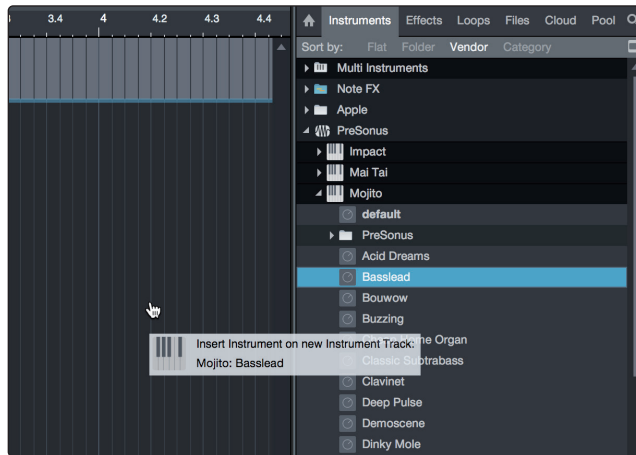 3.4 4 4.2 4.3 4.4
Instruments Effects Loops Files Cloud Pool
Sort by: Flat Folder Vendor Category
Multi Instruments
Note FX
Apple
PreSonus
Impact
Mai Tai
Mojito
default
PreSonus
Acid Dreams
Basslead
Bouwow
Buzzing
Home Organ
Insert Instrument on new Instrument Track:
Mojito: Basslead
Classic Subtrabass
Clavinet
Deep Pulse
Demoscene
Dinky Mole